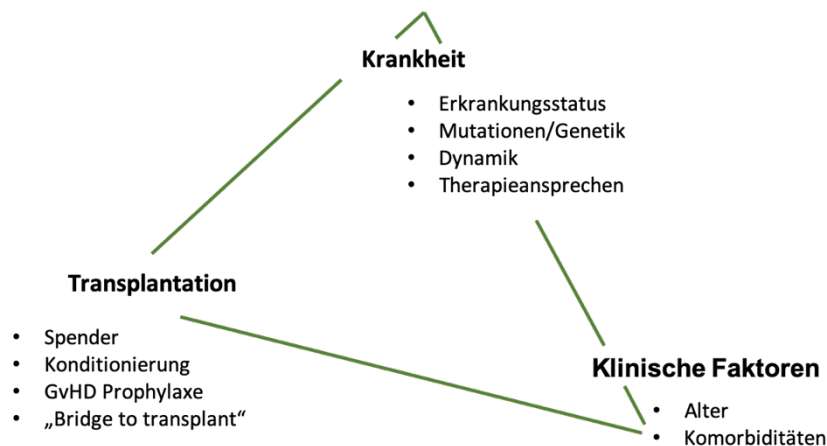 Krankheit
• Erkrankungsstatus
• Mutationen/Genetik
• Dynamik
• Therapieansprechen
Transplantation
• Spender
• Konditionierung
• GvHD Prophylaxe
• „Bridge to transplant“
Klinische Faktoren
• Alter
• Komorbiditäten